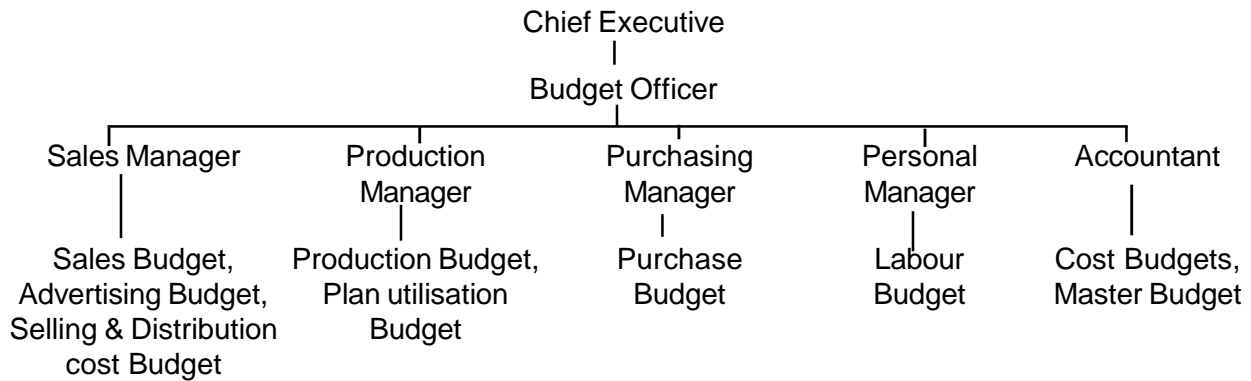 Chief Executive
Budget Officer
Sales Manager
Production
Manager
Purchasing
Manager
Personal
Manager
Accountant
Sales Budget,
Advertising Budget,
Selling & Distribution
cost Budget
Production Budget,
Plan utilisation
Budget
Purchase
Budget
Labour
Budget
Cost Budgets,
Master Budget